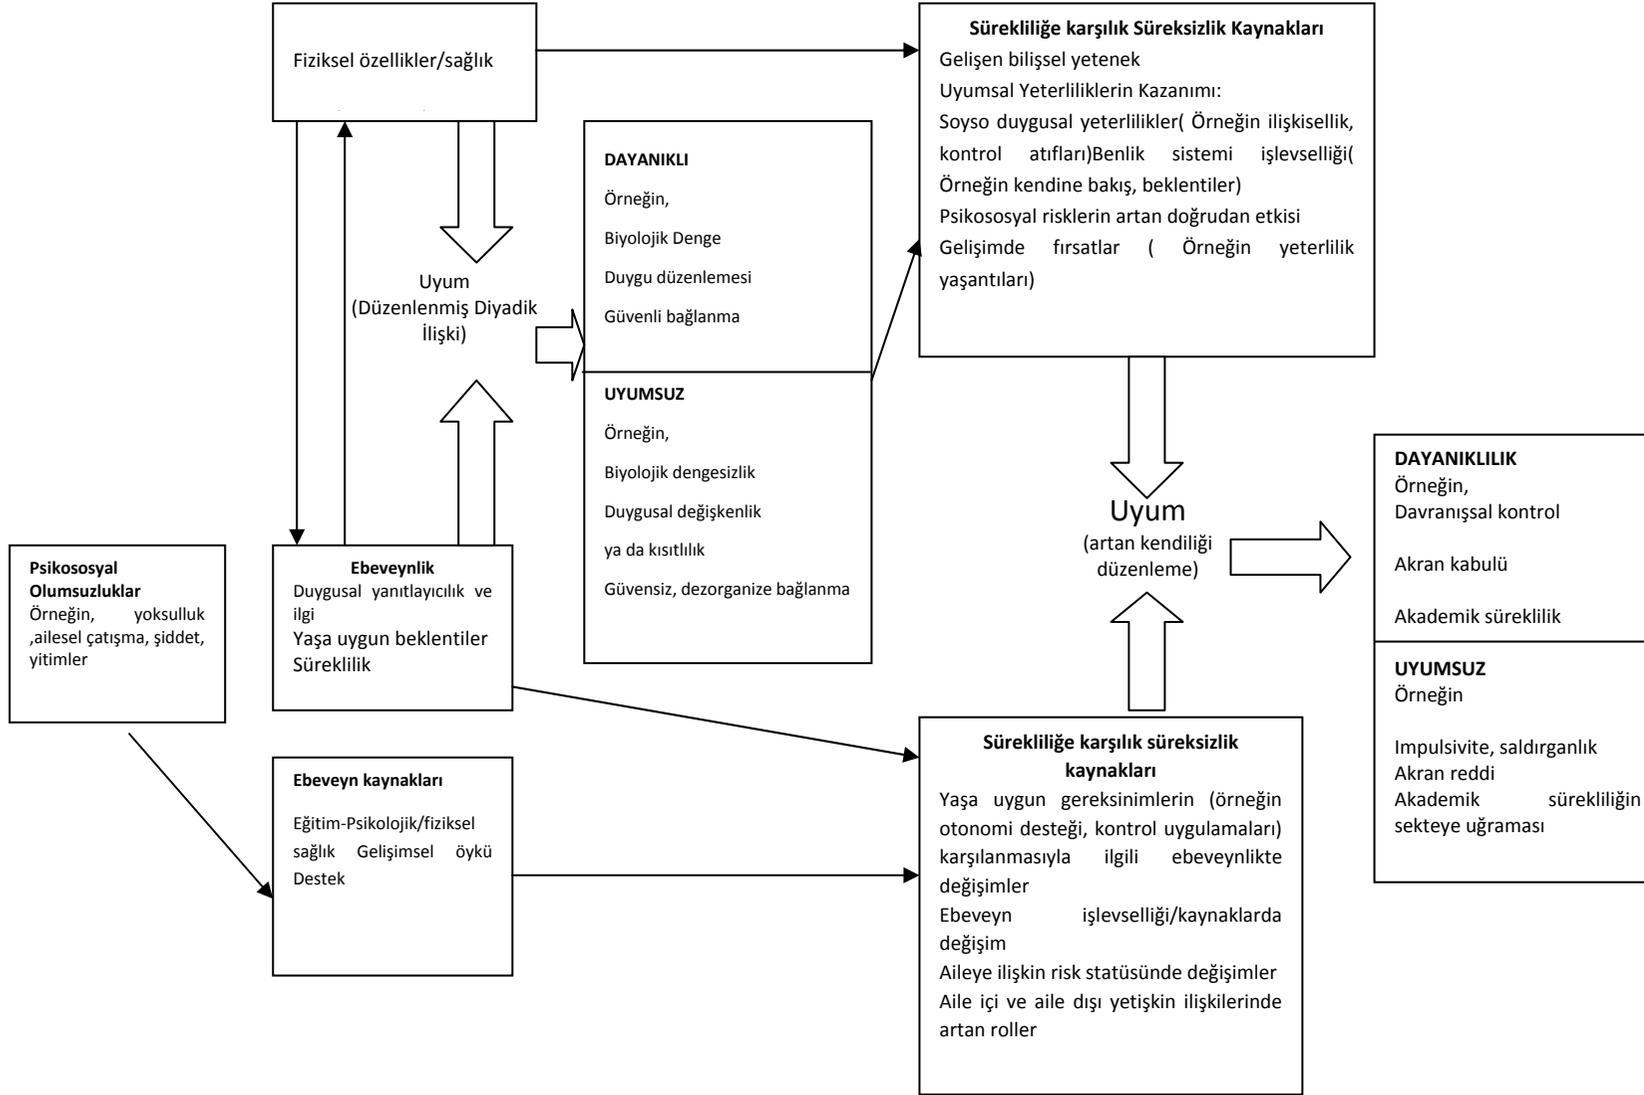 Fiziksel özellikler/sağlık
Sürekliliğe karşılık Süreksizlik Kaynakları
Gelişen bilişsel yetenek
Uyumsal Yeterliliklerin Kazanımı:
Soyso duygusal yeterlilikler( Örneğin ilişkisellik,
kontrol atıfları)Benlik sistemi işlevselliği(
Örneğin kendine bakış, beklentiler)
Psikososyal risklerin artan doğrudan etkisi
Gelişimde fırsatlar ( Örneğin yeterlilik
yaşantıları)
DAYANIKLI
Örneğin,
Biyolojik Denge
Duygu düzenlemesi
Güvenli bağlanma
Uyum
(Düzenlenmiş Diyadik
İlişki)
UYUMSUZ
Örneğin,
Biyolojik dengesizlik
Duygusal değişkenlik
ya da kısıtlılık
Güvensiz, dezorganize bağlanma
Uyum
(artan kendiliği
düzenleme)
DAYANIKLILIK
Örneğin,
Davranışsal kontrol
Akran kabulü
Akademik süreklilik
UYUMSUZ
Örneğin
Impulsivite, saldırganlık
Akran reddi
Akademik sürekliliğin
sekteye uğraması
Psikososyal
Olumsuzluklar
Örneğin, yoksulluk
,ailesel çatışma, şiddet,
yitimler
Ebeveynlik
Duygusal yanıtlayıcılık ve
ilgi
Yaşa uygun beklentiler
Süreklilik
Ebeveyn kaynakları
Eğitim-Psikolojik/fiziksel
sağlık Gelişimsel öykü
Destek
Sürekliliğe karşılık süreksizlik
kaynakları
Yaşa uygun gereksinimlerin (örneğin
otonomi desteği, kontrol uygulamaları)
karşılanmasıyla ilgili ebeveynlikte
değişimler
Ebeveyn işlevselliği/kaynaklarda
değişim
Aileye ilişkin risk statüsünde değişimler
Aile içi ve aile dışı yetişkin ilişkilerinde
artan roller